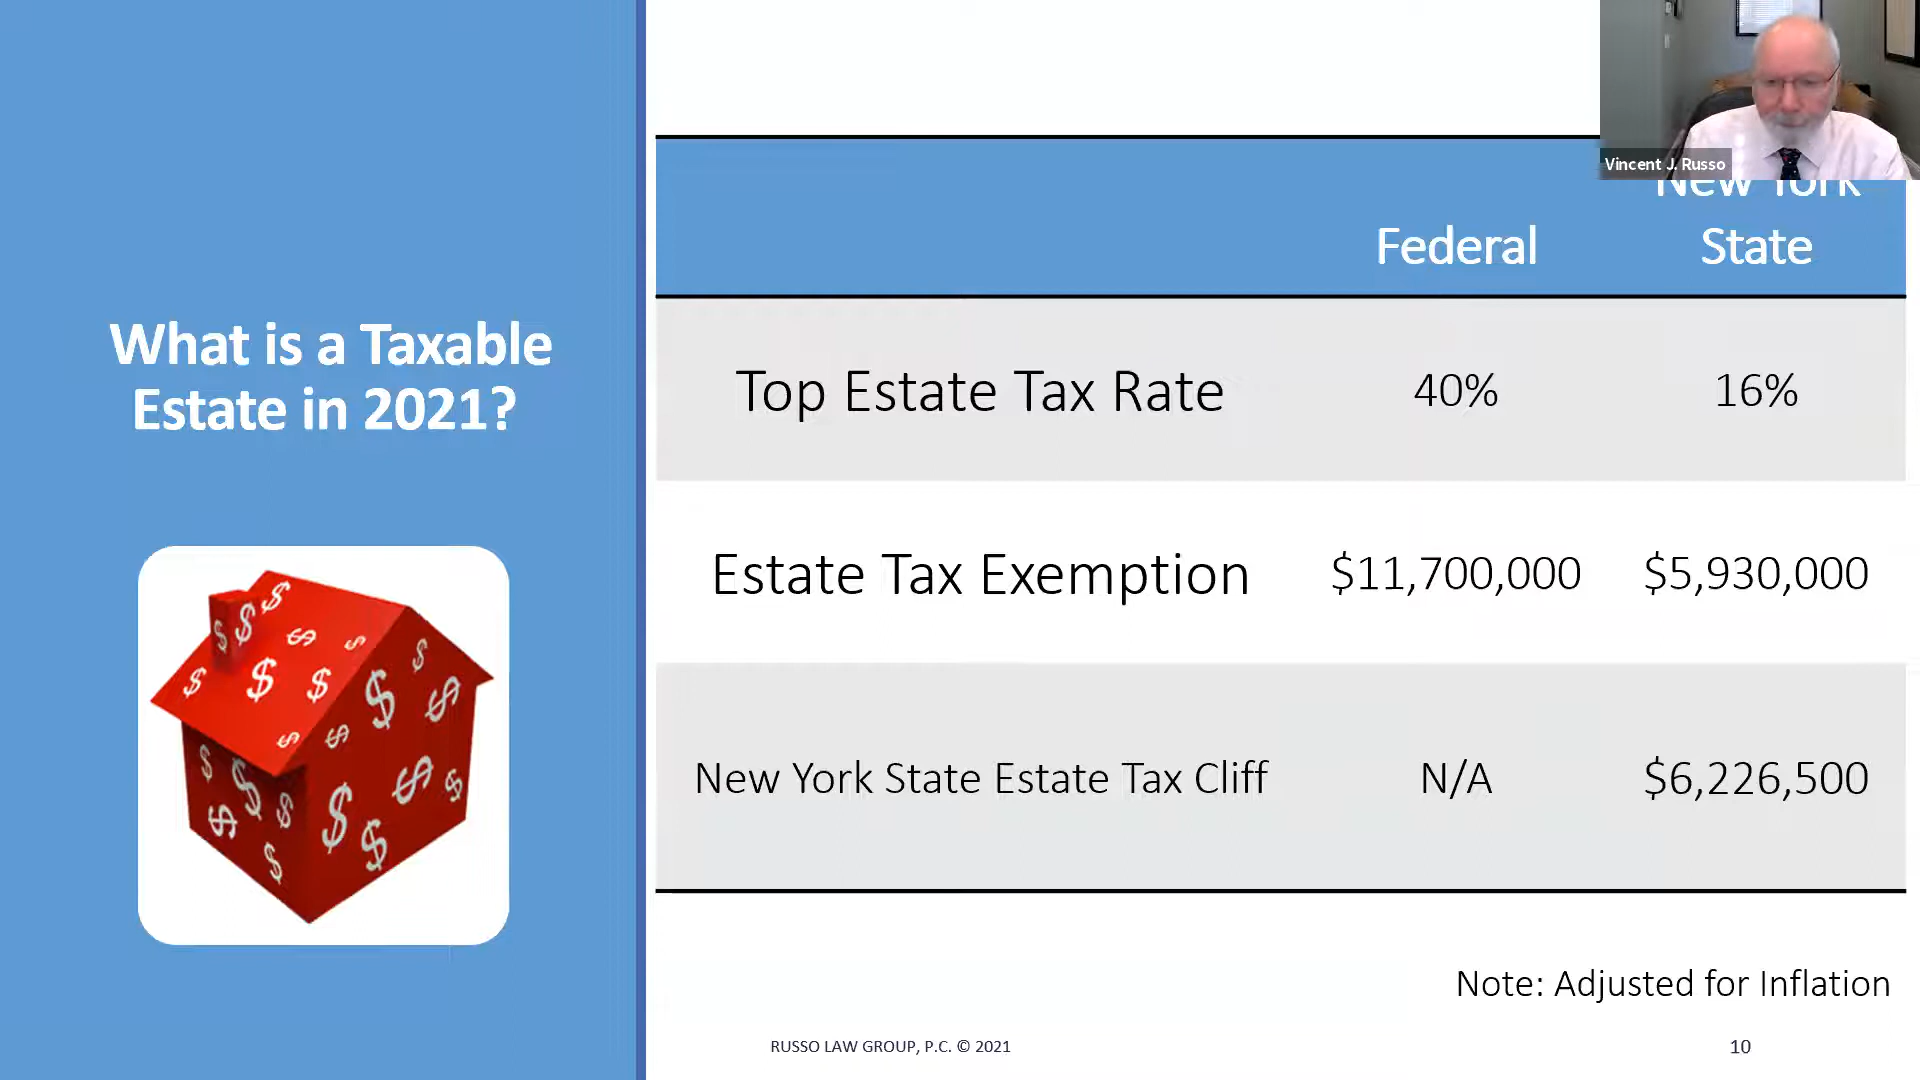 What is a Taxable
Estate in 2021?
Vincent J. Russo
New York
Federal State
Top Estate Tax Rate 40% 16%
Estate Tax Exemption $11,700,000 $5,930,000
New York State Estate Tax Cliff N/A $6,226,500
Note: Adjusted for Inflation
RUSSO LAW GROUP, P.C. © 2021 10